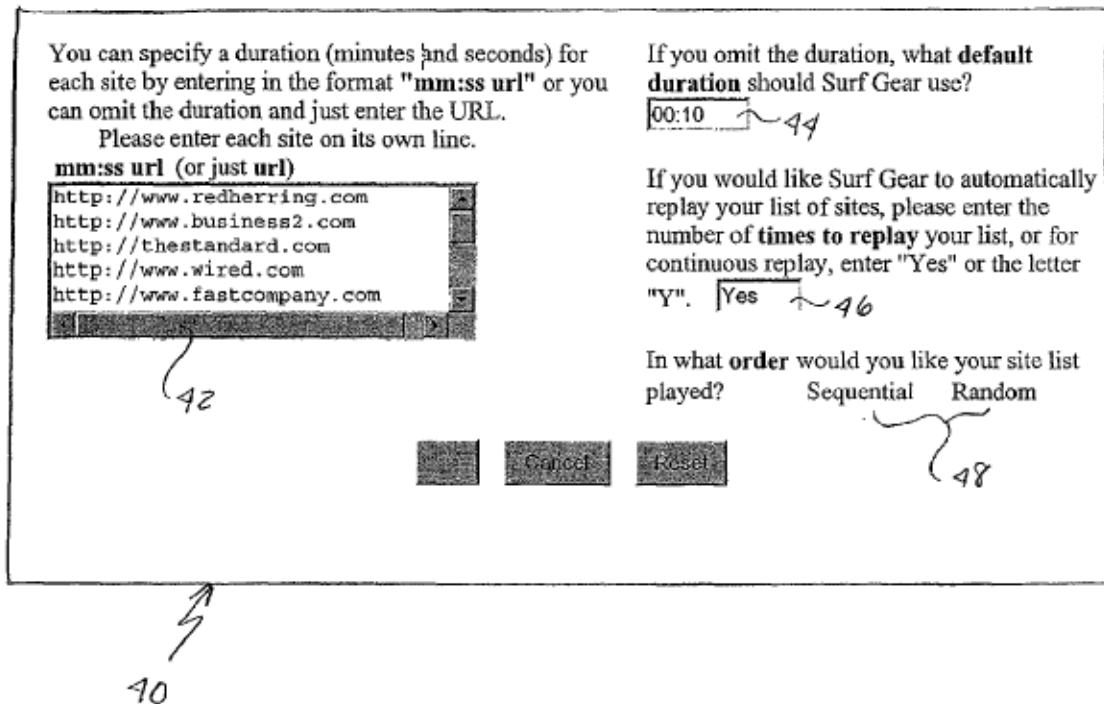 You can specify a duration (minutes and seconds) for
each site by entering in the format "mm:ss url" or you
can omit the duration and just enter the URL.
Please enter each site on its own line.
mm:ss url (or just url)
http://www.redherring.com
http://www.business2.com
http://thestandard.com
http://www.wired.com
http://www.fastcompany.com
42
If you omit the duration, what default
duration should Surf Gear use?
00:10
44
If you would like Surf Gear to automatically
replay your list of sites, please enter the
number of times to replay your list, or for
continuous replay, enter "Yes" or the letter
"Y". Yes 46
In what order would you like your site list
played? Sequential Random
48
Cancel Reset
40